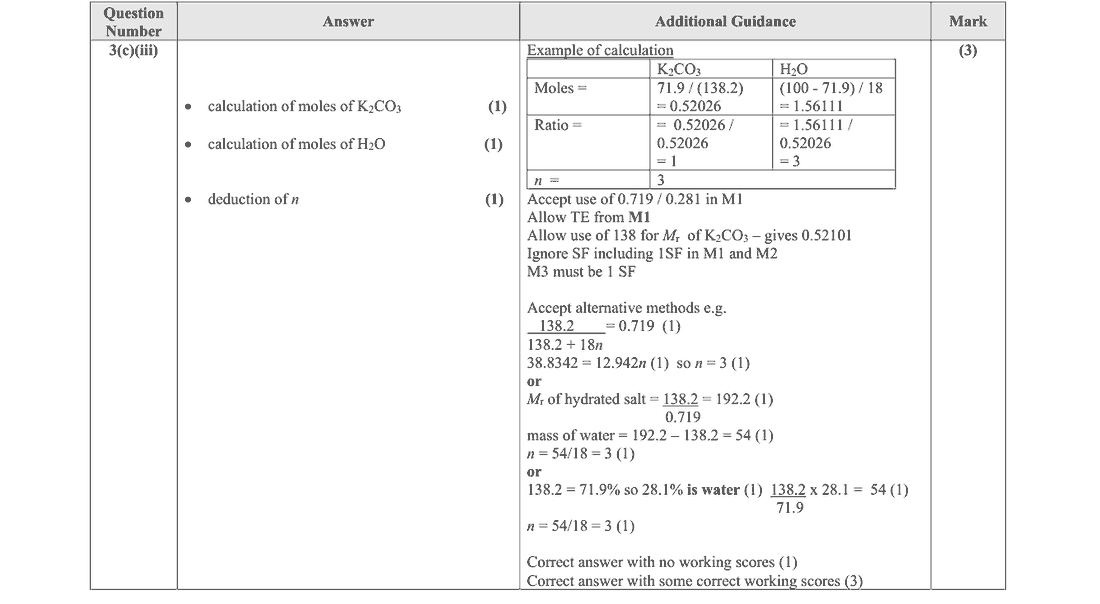 Question Number Answer Additional Guidance Mark
3(c)(iii) Example of calculation (3)
K₂CO₃ H₂O
Moles = 71.9 / (138.2) (100 - 71.9) / 18
• calculation of moles of K₂CO₃ (1) = 0.52026 = 1.56111
Ratio = = 0.52026 / = 1.56111 /
• calculation of moles of H₂O (1) 0.52026 0.52026
= 1 = 3
n = 3
• deduction of n (1) Accept use of 0.719 / 0.281 in M1
Allow TE from M1
Allow use of 138 for Mᵣ of K₂CO₃ – gives 0.52101
Ignore SF including 1SF in M1 and M2
M3 must be 1 SF
Accept alternative methods e.g.
138.2 = 0.719 (1)
138.2 + 18n
38.8342 = 12.942n (1) so n = 3 (1)
or
Mᵣ of hydrated salt = 138.2 = 192.2 (1)
0.719
mass of water = 192.2 – 138.2 = 54 (1)
n = 54/18 = 3 (1)
or
138.2 = 71.9% so 28.1% is water (1) 138.2 x 28.1 = 54 (1)
71.9
n = 54/18 = 3 (1)
Correct answer with no working scores (1)
Correct answer with some correct working scores (3)